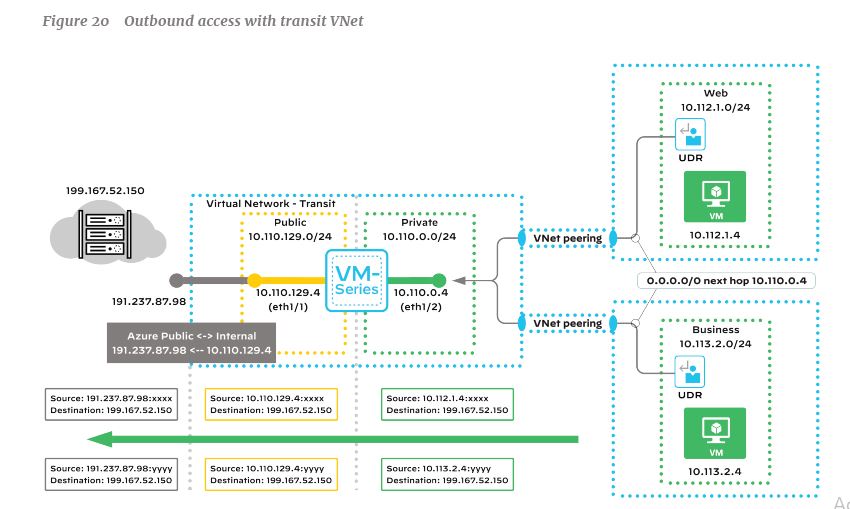 Figure 20 Outbound access with transit VNet
199.167.52.150
Virtual Network - Transit
Public
10.110.129.0/24
Private
10.110.0.0/24
VM-
Series
191.237.87.98
10.110.129.4
(eth1/1)
10.110.0.4
(eth1/2)
Azure Public <-> Internal
191.237.87.98 <-- 10.110.129.4
VNet peering
VNet peering
Web
10.112.1.0/24
UDR
VM
10.112.1.4
0.0.0.0/0 next hop 10.110.0.4
Business
10.113.2.0/24
UDR
VM
10.113.2.4
Source: 191.237.87.98:xxxx
Destination: 199.167.52.150
Source: 10.110.129.4:xxxx
Destination: 199.167.52.150
Source: 10.112.1.4:xxxx
Destination: 199.167.52.150
Source: 191.237.87.98:yyyy
Destination: 199.167.52.150
Source: 10.110.129.4:yyyy
Destination: 199.167.52.150
Source: 10.113.2.4:yyyy
Destination: 199.167.52.150